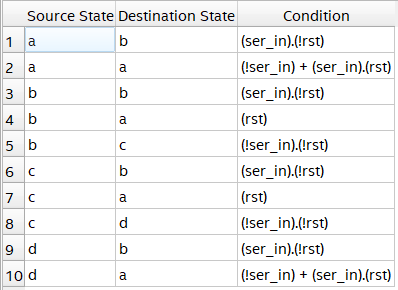 Source State Destination State Condition
1 a b (ser_in).(!rst)
2 a a (!ser_in) + (ser_in).(rst)
3 b b (ser_in).(!rst)
4 b a (rst)
5 b c (!ser_in).(!rst)
6 c b (ser_in).(!rst)
7 c a (rst)
8 c d (!ser_in).(!rst)
9 d b (ser_in).(!rst)
10 d a (!ser_in) + (ser_in).(rst)